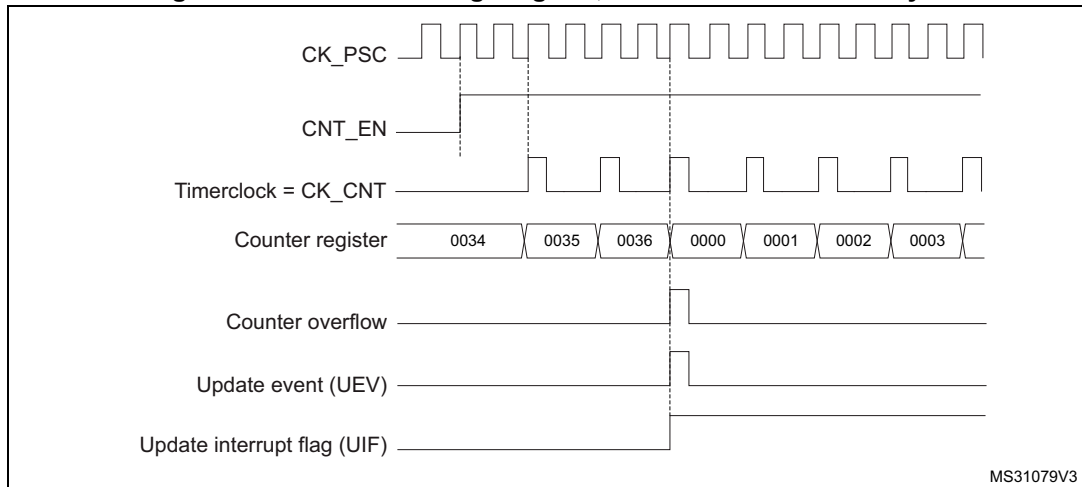 CK_PSC
CNT_EN
Timerclock = CK_CNT
Counter register 0034 0035 0036 0000 0001 0002 0003
Counter overflow
Update event (UEV)
Update interrupt flag (UIF)
MS31079V3